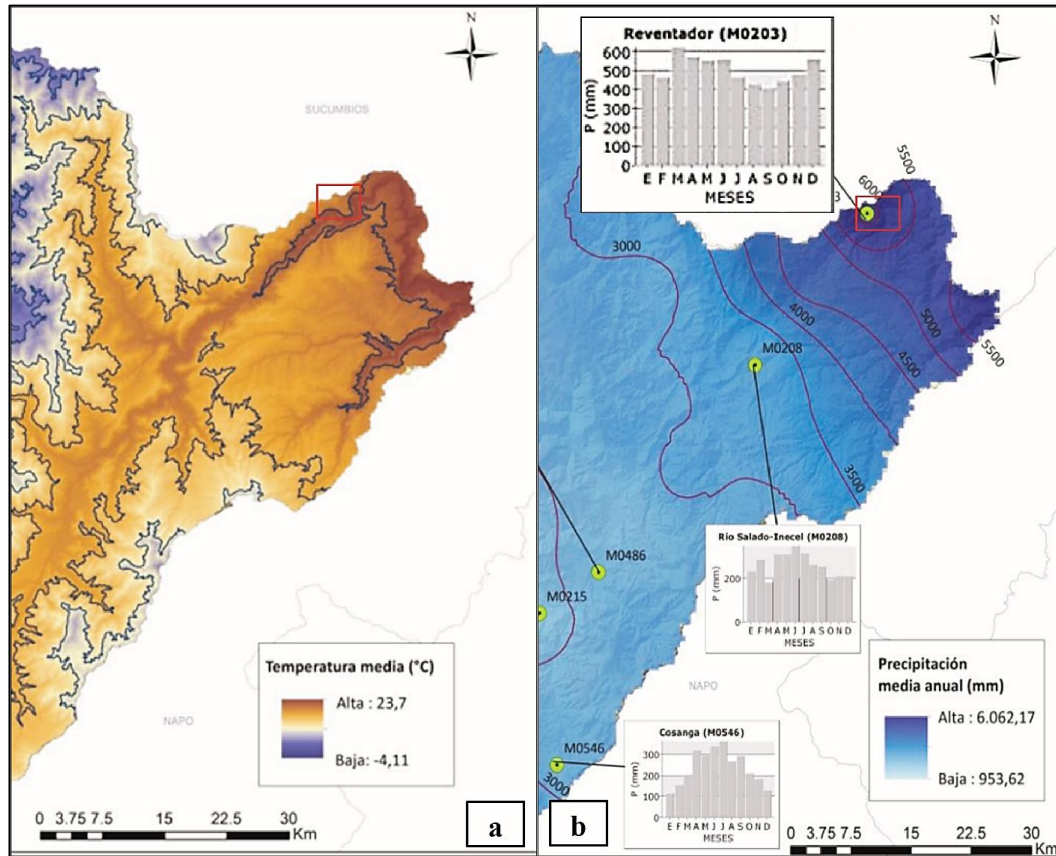 N
SUCUMBIOS
Temperatura media (°C)
Alta : 23,7
Baja: -4,11
NAPO
0 3.75 7.5 15 22.5 30
Km
a
N
Reventador (M0203)
P (mm)
600
500
400
300
200
100
0
E F M A M J J A S O N D
MESES
5500
6000
3
3000
4000
5000
4500
5500
3500
M0208
M0486
M0215
Río Salado-Inecel (M0208)
P (mm)
200
0
E F M A M J J A S O N D
MESES
NAPO
Precipitación
media anual (mm)
Alta : 6.062,17
Baja : 953,62
M0546
3000
Cosanga (M0546)
P (mm)
300
200
100
0
E F M A M J J A S O N D
MESES
b
0 3.75 7.5 15 22.5 30
Km